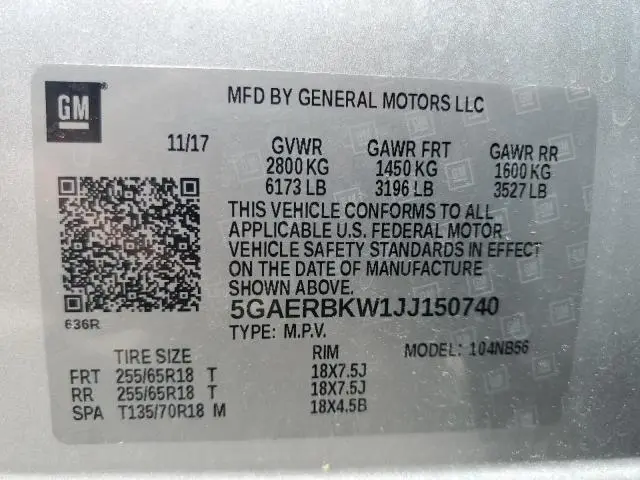 GM
MFD BY GENERAL MOTORS LLC
11/17 GVWR GAWR FRT GAWR RR
2800 KG 1450 KG 1600 KG
6173 LB 3196 LB 3527 LB
THIS VEHICLE CONFORMS TO ALL
APPLICABLE U.S. FEDERAL MOTOR
VEHICLE SAFETY STANDARDS IN EFFECT
ON THE DATE OF MANUFACTURE
SHOWN ABOVE.
636R
5GAERBKW1JJ150740
TYPE: M.P.V. MODEL: 104NB56
TIRE SIZE RIM
FRT 255/65R18 T 18X7.5J
RR 255/65R18 T 18X7.5J
SPA T135/70R18 M 18X4.5B